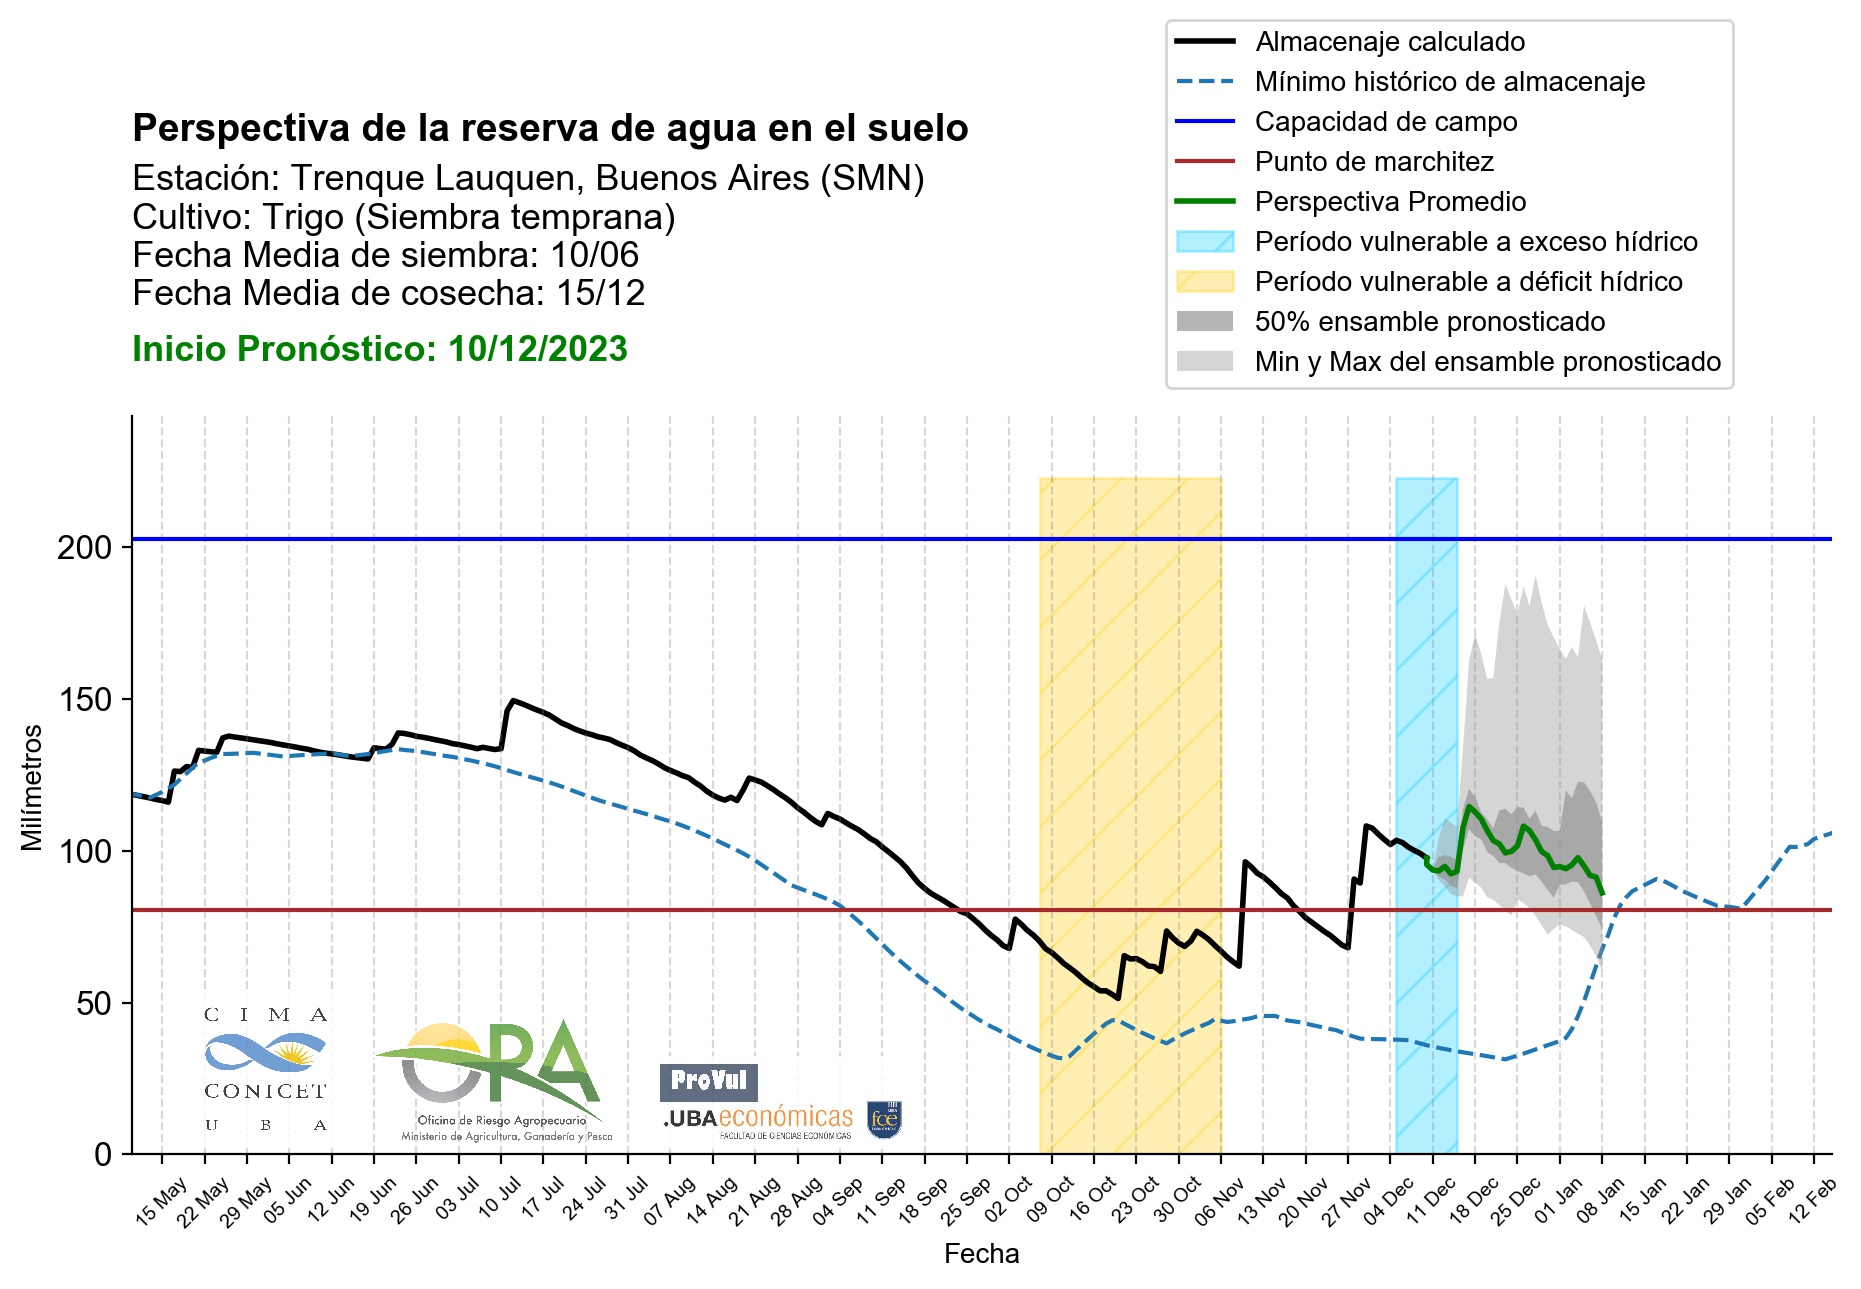 Almacenaje calculado
Mínimo histórico de almacenaje
Capacidad de campo
Punto de marchitez
Perspectiva Promedio
Período vulnerable a exceso hídrico
Período vulnerable a déficit hídrico
50% ensamble pronosticado
Min y Max del ensamble pronosticado
Perspectiva de la reserva de agua en el suelo
Estación: Trenque Lauquen, Buenos Aires (SMN)
Cultivo: Trigo (Siembra temprana)
Fecha Media de siembra: 10/06
Fecha Media de cosecha: 15/12
Inicio Pronóstico: 10/12/2023
Milímetros
200
150
100
50
0
C I M A
CONICET
U B A
ORA
Oficina de Riesgo Agropecuario
Ministerio de Agricultura, Ganadería y Pesca
ProVul
.UBAeconómicas
FACULTAD DE CIENCIAS ECONÓMICAS
UBA
fce
ECONÓMICAS
15 May
22 May
29 May
05 Jun
12 Jun
19 Jun
26 Jun
03 Jul
10 Jul
17 Jul
24 Jul
31 Jul
07 Aug
14 Aug
21 Aug
28 Aug
04 Sep
11 Sep
18 Sep
25 Sep
02 Oct
09 Oct
16 Oct
23 Oct
30 Oct
06 Nov
13 Nov
20 Nov
27 Nov
04 Dec
11 Dec
18 Dec
25 Dec
01 Jan
08 Jan
15 Jan
22 Jan
29 Jan
05 Feb
12 Feb
Fecha